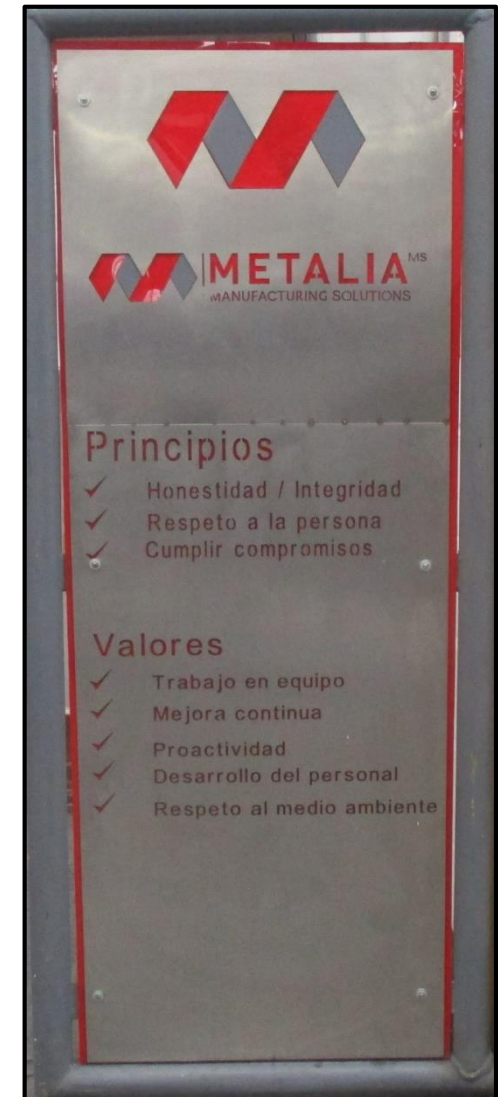 METALIA MS
MANUFACTURING SOLUTIONS
Principios
Honestidad / Integridad
Respeto a la persona
Cumplir compromisos
Valores
Trabajo en equipo
Mejora continua
Proactividad
Desarrollo del personal
Respeto al medio ambiente